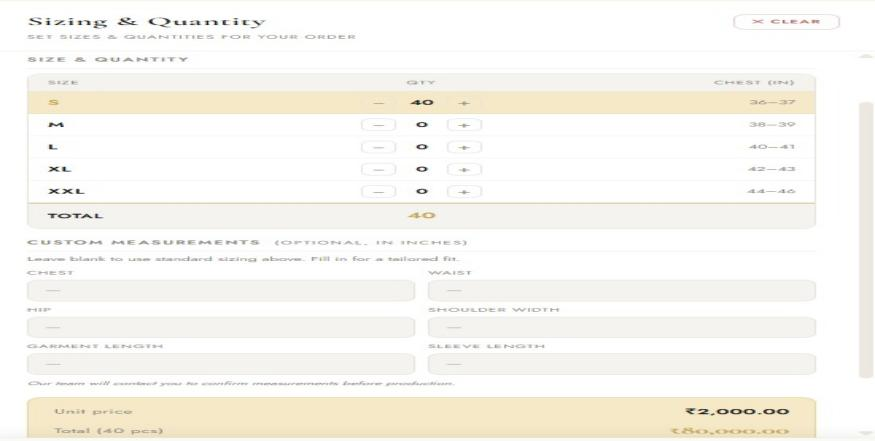 Sizing & Quantity
✕ CLEAR
SET SIZES & QUANTITIES FOR YOUR ORDER
SIZE & QUANTITY
SIZE QTY CHEST (IN)
S − 40 + 36–37
M − 0 + 38–39
L − 0 + 40–41
XL − 0 + 42–43
XXL − 0 + 44–46
TOTAL 40
CUSTOM MEASUREMENTS (OPTIONAL, IN INCHES)
Leave blank to use standard sizing above. Fill in for a tailored fit.
CHEST WAIST
— —
HIP SHOULDER WIDTH
— —
GARMENT LENGTH SLEEVE LENGTH
— —
Our team will contact you to confirm measurements before production.
Unit price ₹2,000.00
Total (40 pcs) ₹80,000.00